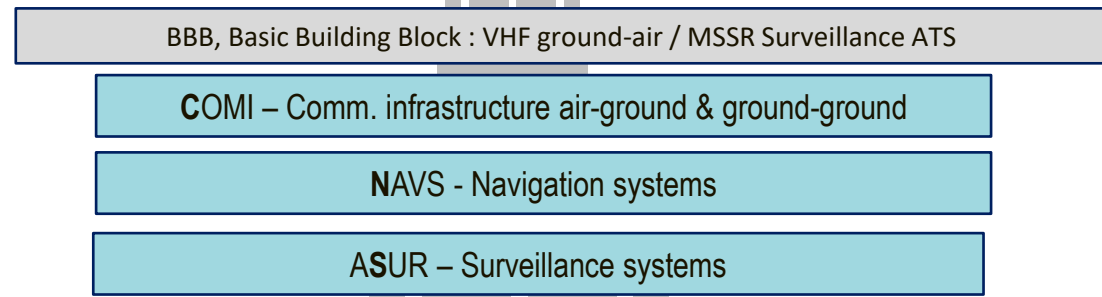 BBB, Basic Building Block : VHF ground-air / MSSR Surveillance ATS
COMI – Comm. infrastructure air-ground & ground-ground
NAVS - Navigation systems
ASUR – Surveillance systems